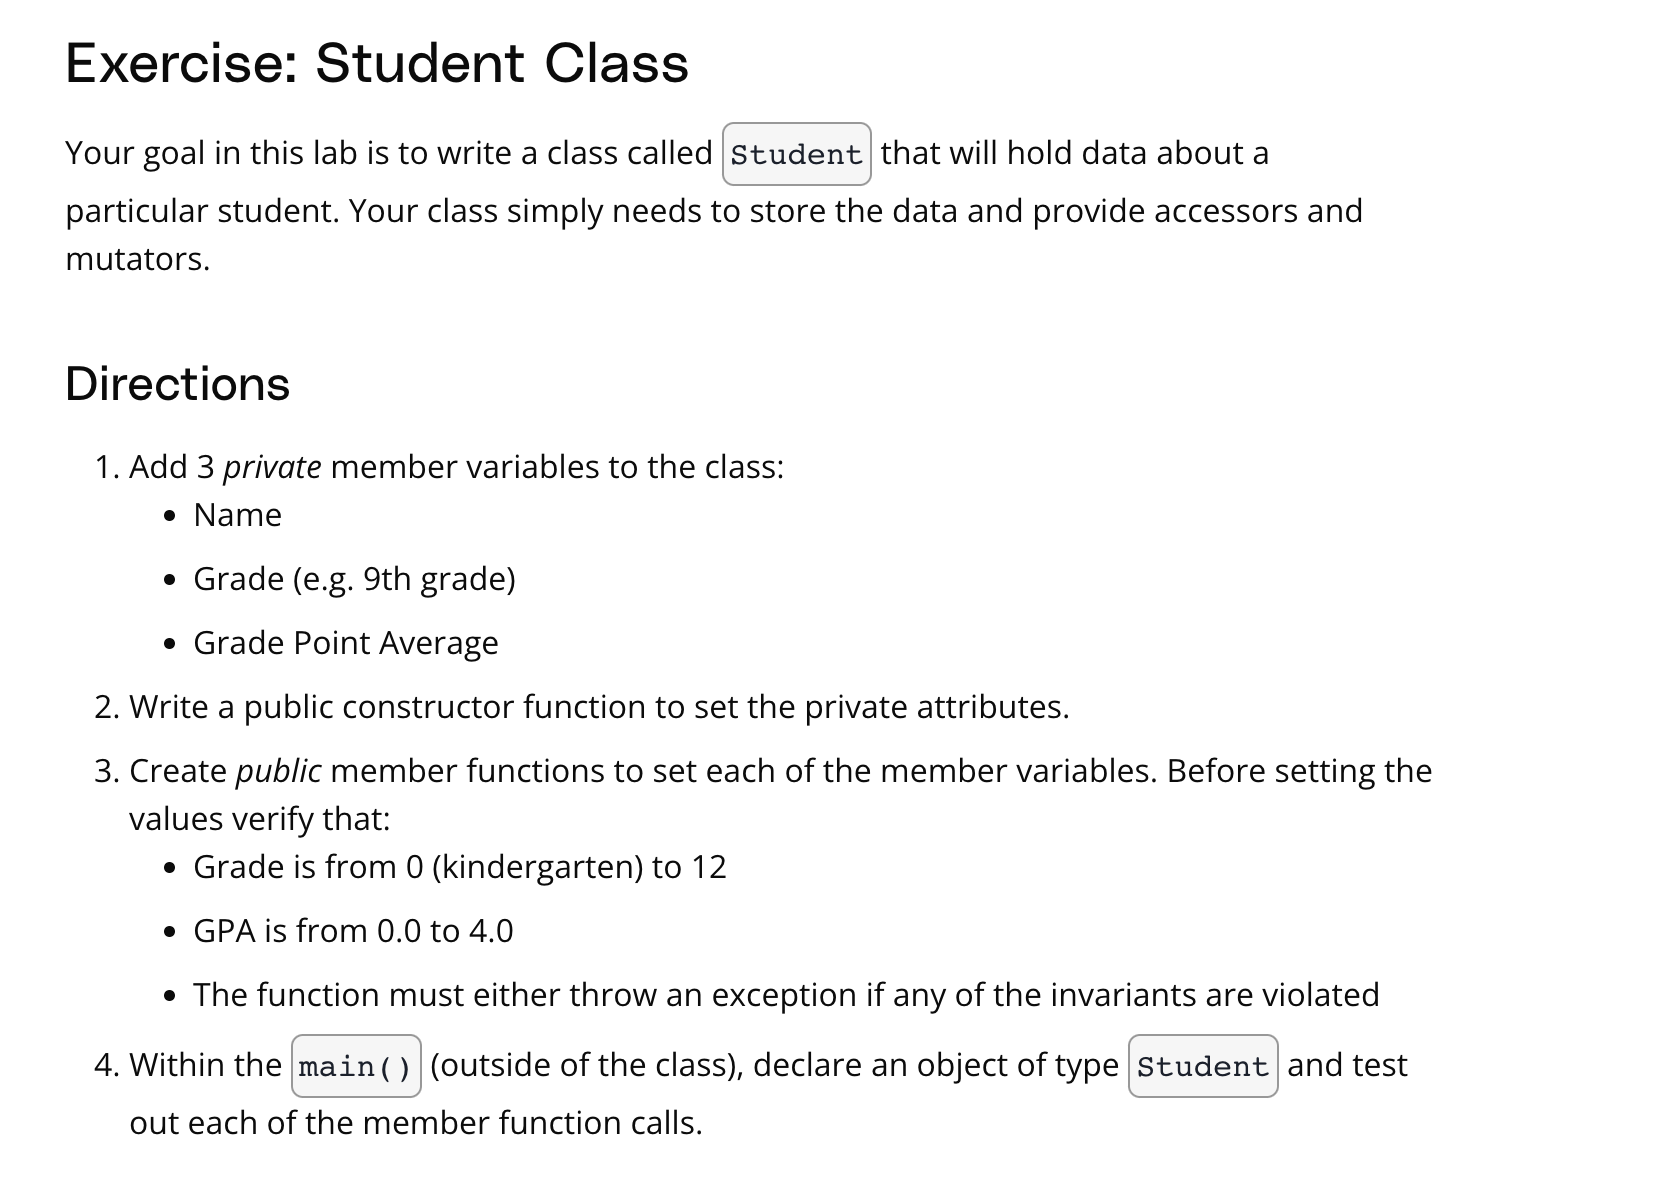 Exercise: Student Class
Your goal in this lab is to write a class called Student that will hold data about a
particular student. Your class simply needs to store the data and provide accessors and
mutators.
Directions
1. Add 3 private member variables to the class:
• Name
• Grade (e.g. 9th grade)
• Grade Point Average
2. Write a public constructor function to set the private attributes.
3. Create public member functions to set each of the member variables. Before setting the
values verify that:
• Grade is from 0 (kindergarten) to 12
• GPA is from 0.0 to 4.0
• The function must either throw an exception if any of the invariants are violated
4. Within the main() (outside of the class), declare an object of type Student and test
out each of the member function calls.